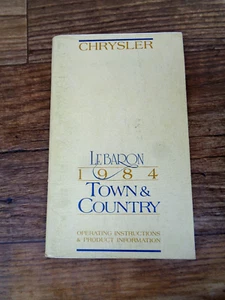 CHRYSLER
LEBARON
1984
TOWN &
COUNTRY
OPERATING INSTRUCTIONS
& PRODUCT INFORMATION